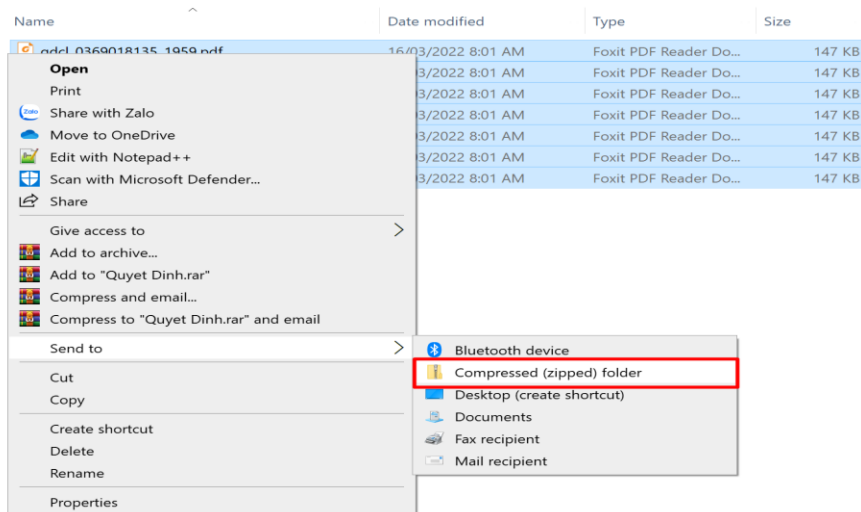 Name Date modified Type Size
qdcl_0369018135_1959.pdf 16/03/2022 8:01 AM Foxit PDF Reader Do... 147 KB
Open 3/2022 8:01 AM Foxit PDF Reader Do... 147 KB
Print 3/2022 8:01 AM Foxit PDF Reader Do... 147 KB
Zalo Share with Zalo 3/2022 8:01 AM Foxit PDF Reader Do... 147 KB
Move to OneDrive 3/2022 8:01 AM Foxit PDF Reader Do... 147 KB
Edit with Notepad++ 3/2022 8:01 AM Foxit PDF Reader Do... 147 KB
Scan with Microsoft Defender... 3/2022 8:01 AM Foxit PDF Reader Do... 147 KB
Share
Give access to
Add to archive...
Add to "Quyet Dinh.rar"
Compress and email...
Compress to "Quyet Dinh.rar" and email
Send to
Bluetooth device
Compressed (zipped) folder
Desktop (create shortcut)
Documents
Fax recipient
Mail recipient
Cut
Copy
Create shortcut
Delete
Rename
Properties